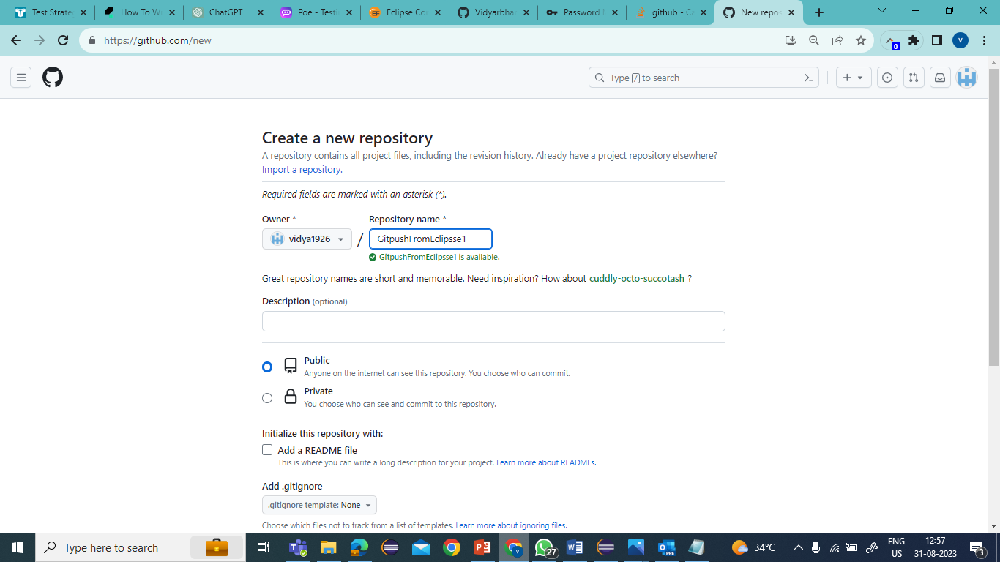 Test Strate
How To W
ChatGPT
Poe - Testi
EF
Eclipse Co
Vidyarbhar
Password
github - Ca
New repos
https://github.com/new
0
V
Type / to search
Create a new repository
A repository contains all project files, including the revision history. Already have a project repository elsewhere?
Import a repository.
Required fields are marked with an asterisk (*).
Owner *
Repository name *
vidya1926
/
GitpushFromEclipsse1
GitpushFromEclipsse1 is available.
Great repository names are short and memorable. Need inspiration? How about cuddly-octo-succotash ?
Description (optional)
Public
Anyone on the internet can see this repository. You choose who can commit.
Private
You choose who can see and commit to this repository.
Initialize this repository with:
Add a README file
This is where you can write a long description for your project. Learn more about READMEs.
Add .gitignore
.gitignore template: None
Choose which files not to track from a list of templates. Learn more about ignoring files.
Type here to search
27
PRE
34°C
ENG
US
12:57
31-08-2023
3